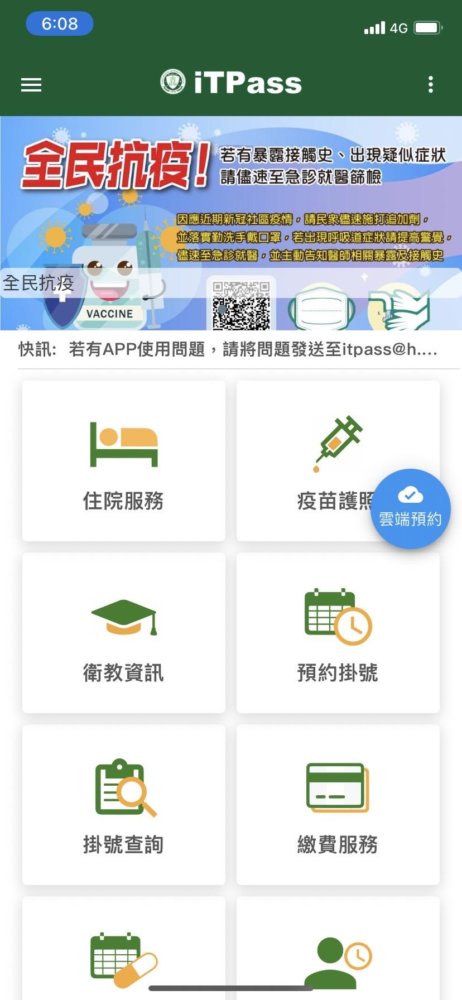 6:08
4G
iTPass
全民抗疫!
若有暴露接觸史、出現疑似症狀
請儘速至急診就醫篩檢
因應近期新冠社區疫情，請民衆儘速施打追加劑，
並落實勤洗手戴口罩，若出現呼吸道症狀請提高警覺，
儘速至急診就醫，並主動告知醫師相關暴露及接觸史
全民抗疫
VACCINE
快訊: 若有APP使用問題，請將問題發送至itpass@h....
住院服務
疫苗護照
雲端預約
衛教資訊
預約掛號
掛號查詢
繳費服務